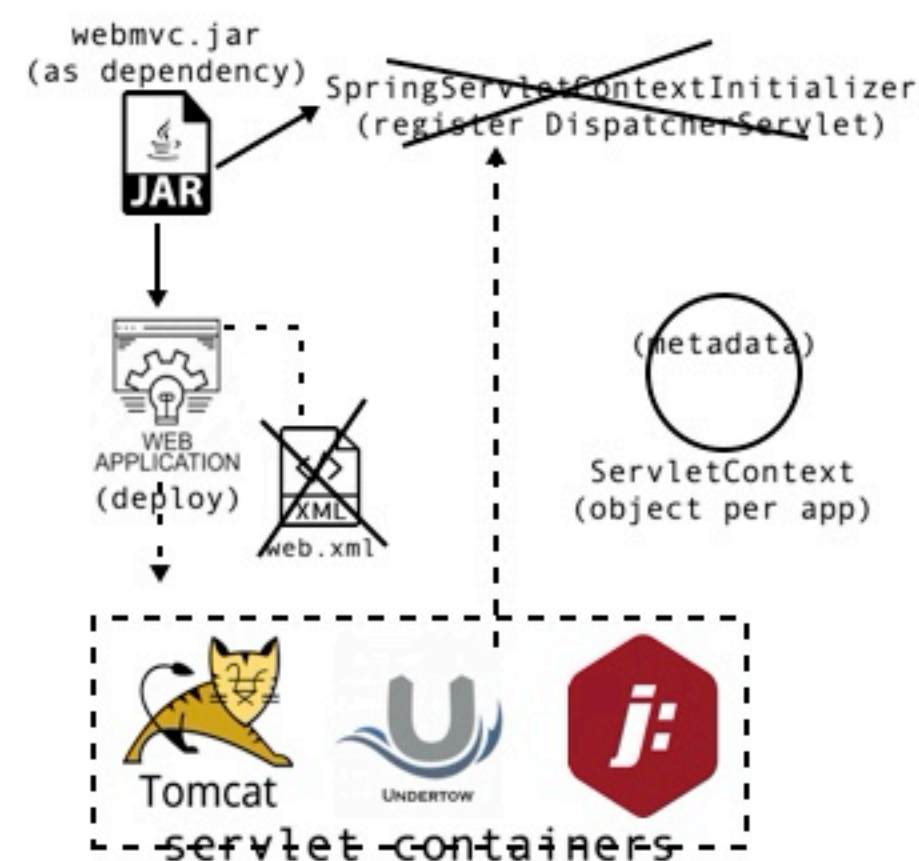 webmvc.jar
(as dependency)
SpringServletContextInitializer
(register DispatcherServlet)
JAR
(metadata)
WEB
APPLICATION
(deploy)
XML
web.xml
ServletContext
(object per app)
Tomcat
UNDERTOW
j:
servlet containers